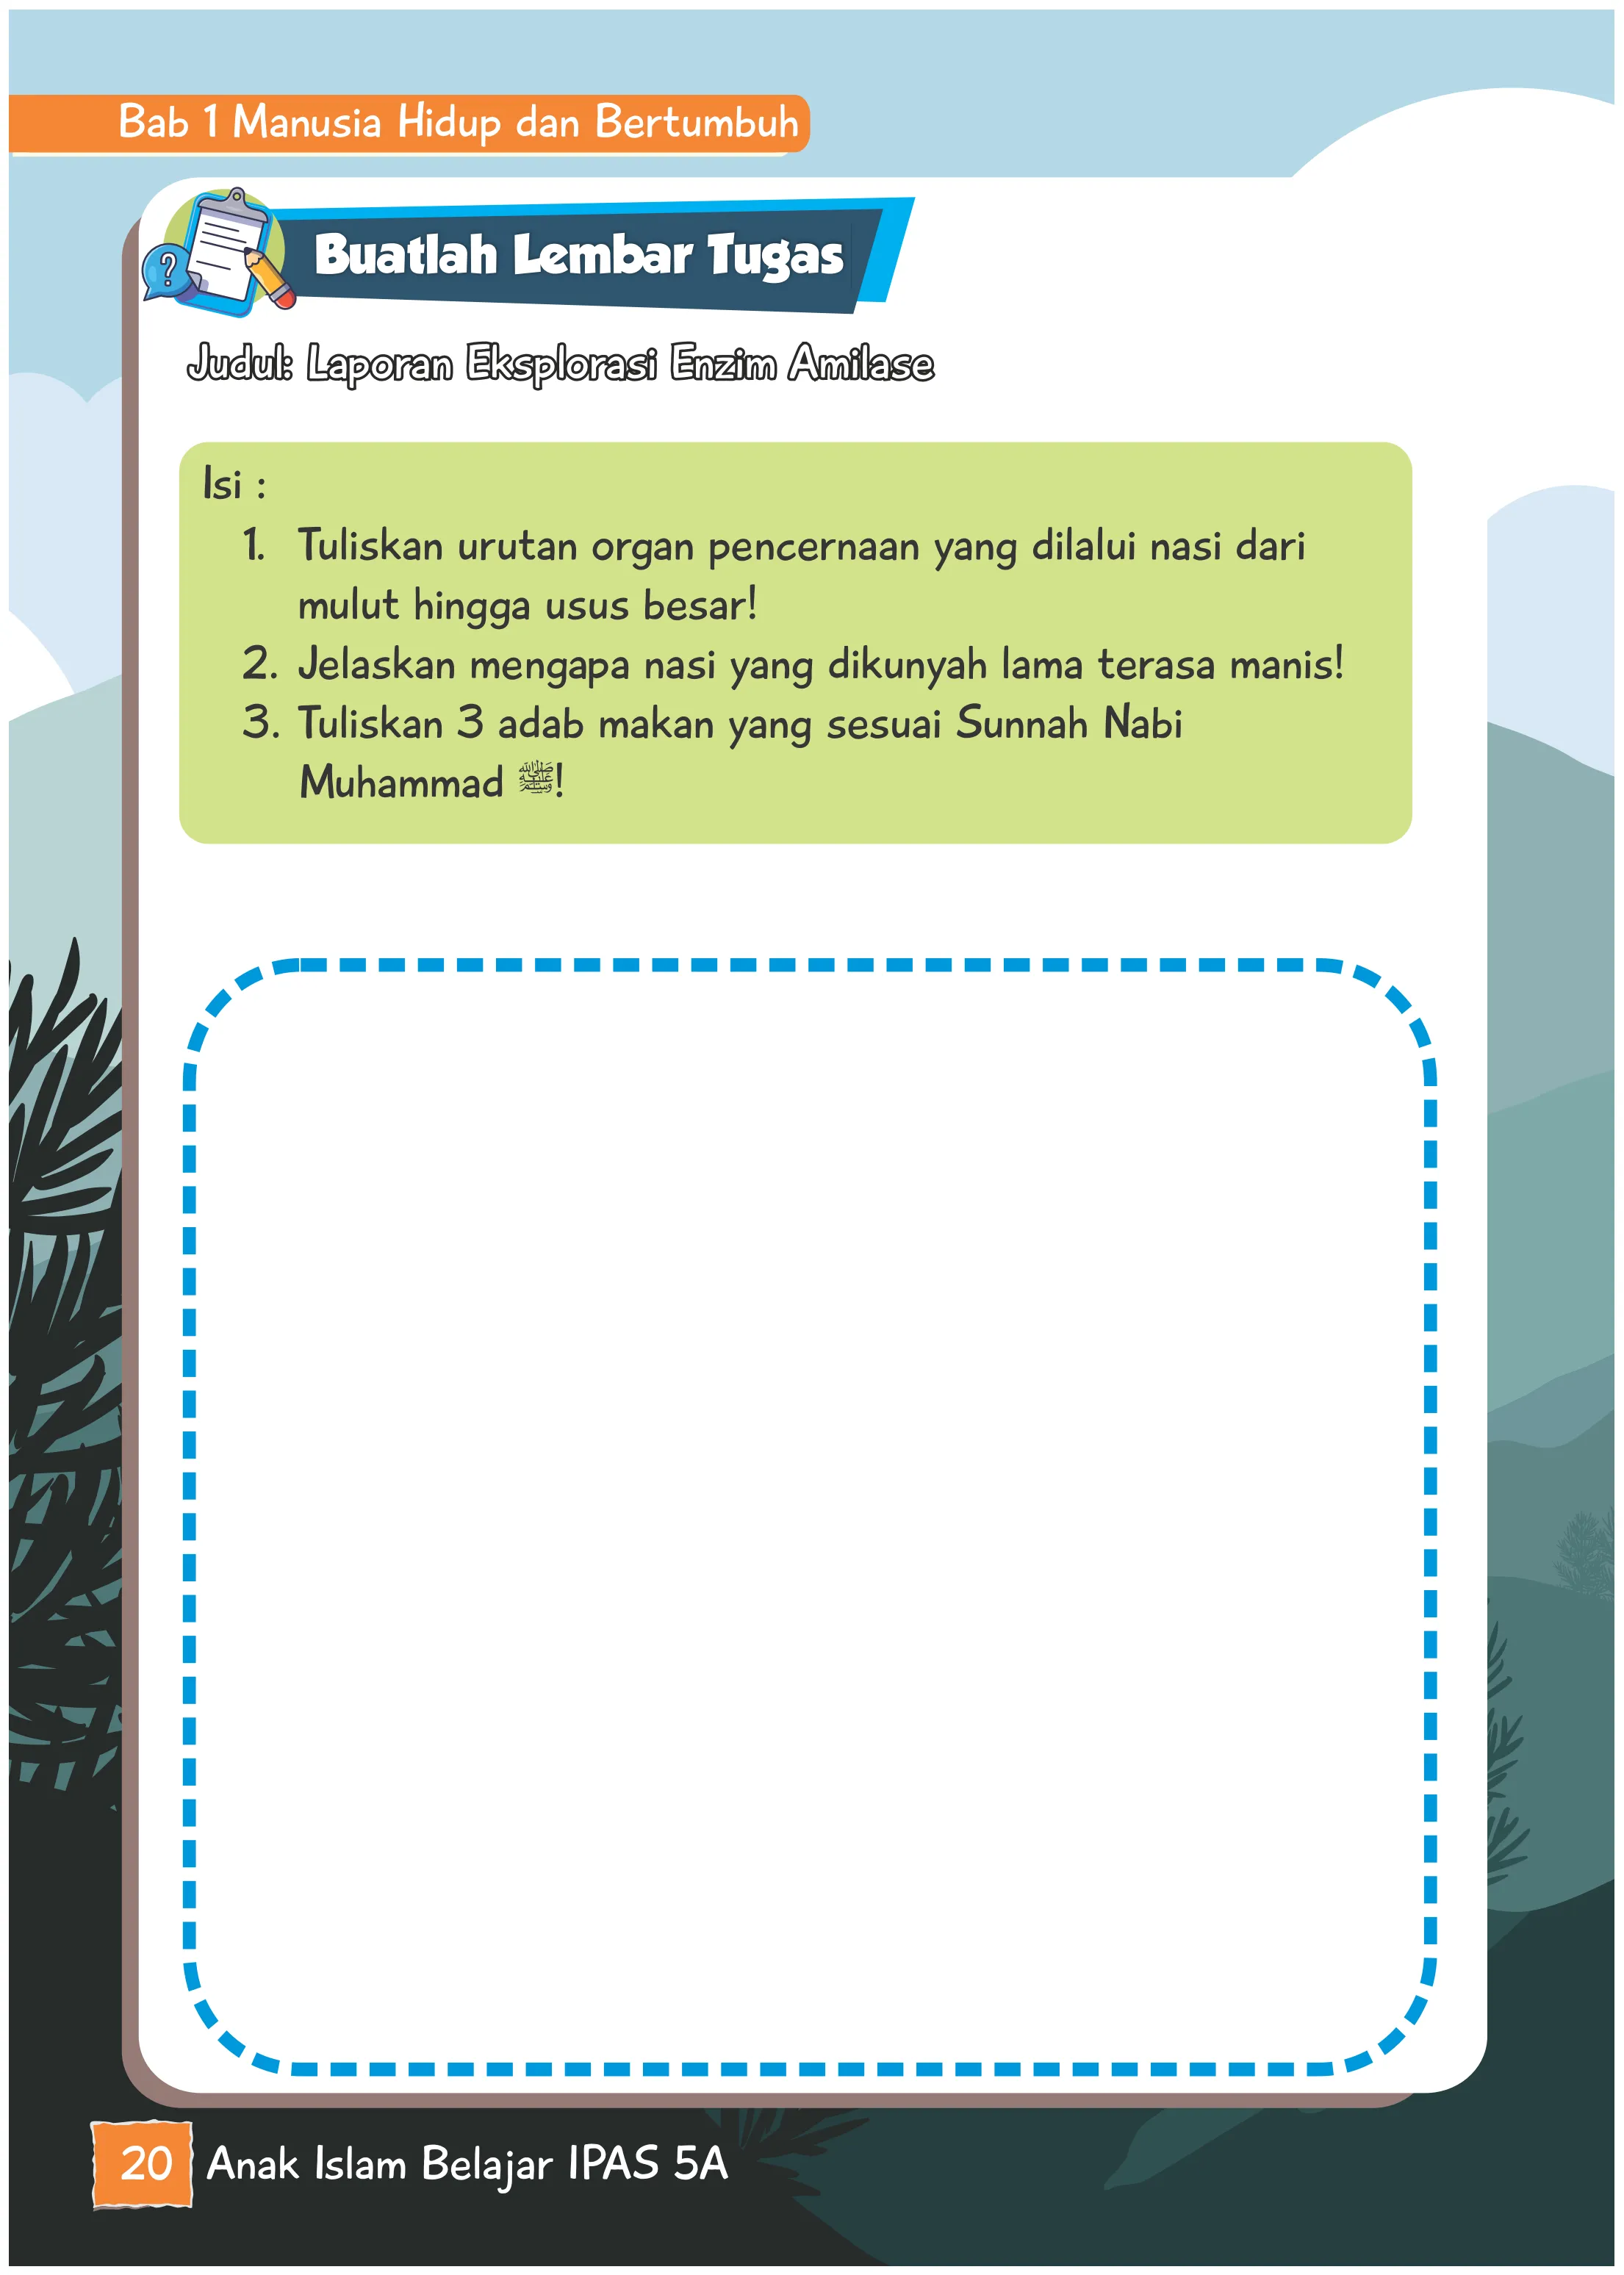 Bab 1 Manusia Hidup dan Bertumbuh
?
Buatlah Lembar Tugas
Judul: Laporan Eksplorasi Enzim Amilase
Isi :
1. Tuliskan urutan organ pencernaan yang dilalui nasi dari
mulut hingga usus besar!
2. Jelaskan mengapa nasi yang dikunyah lama terasa manis!
3. Tuliskan 3 adab makan yang sesuai Sunnah Nabi
Muhammad ﷺ!
20 Anak Islam Belajar IPAS 5A